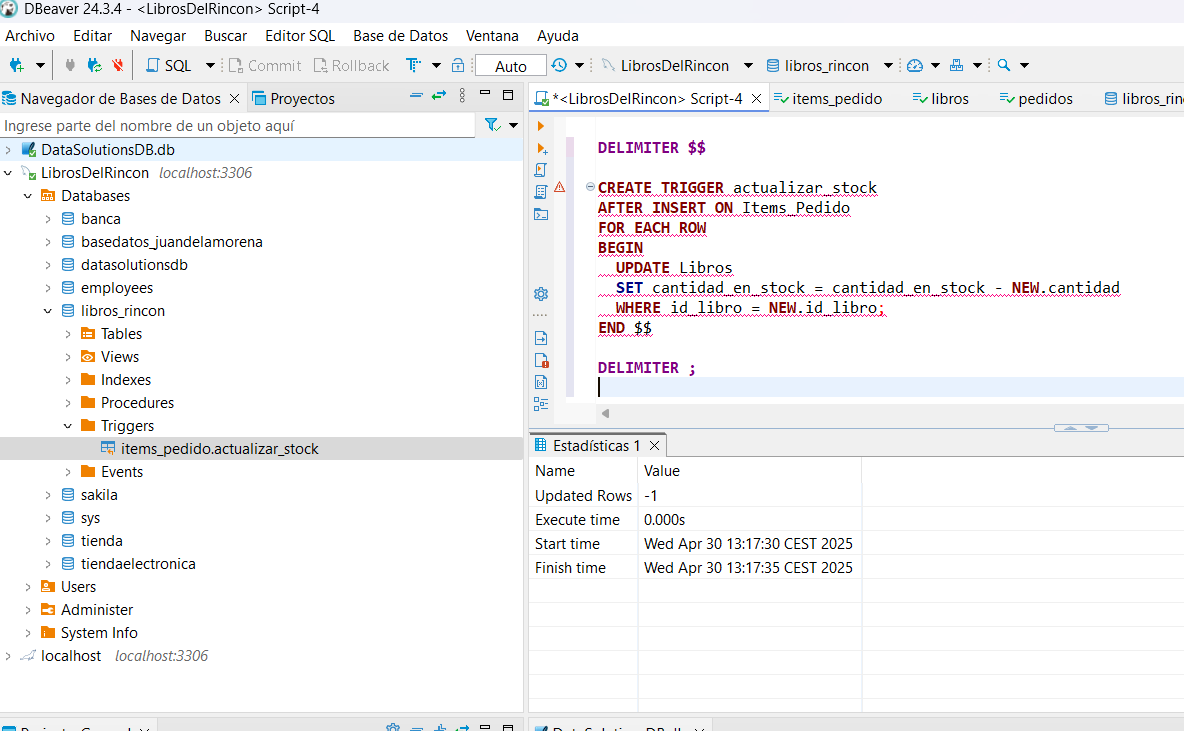 DBeaver 24.3.4 - <LibrosDelRincon> Script-4
Archivo Editar Navegar Buscar Editor SQL Base de Datos Ventana Ayuda
SQL Commit Rollback Auto LibrosDelRincon libros_rincon
Navegador de Bases de Datos Proyectos
Ingrese parte del nombre de un objeto aquí
DataSolutionsDB.db
LibrosDelRincon localhost:3306
Databases
banca
basedatos_juandelamorena
datasolutionsdb
employees
libros_rincon
Tables
Views
Indexes
Procedures
Triggers
items_pedido.actualizar_stock
Events
sakila
sys
tienda
tiendaelectronica
Users
Administer
System Info
localhost localhost:3306
*<LibrosDelRincon> Script-4 items_pedido libros pedidos libros_rin
DELIMITER $$
CREATE TRIGGER actualizar_stock
AFTER INSERT ON Items_Pedido
FOR EACH ROW
BEGIN
UPDATE Libros
SET cantidad_en_stock = cantidad_en_stock - NEW.cantidad
WHERE id_libro = NEW.id_libro;
END $$
DELIMITER ;
Estadísticas 1
Name Value
Updated Rows -1
Execute time 0.000s
Start time Wed Apr 30 13:17:30 CEST 2025
Finish time Wed Apr 30 13:17:35 CEST 2025